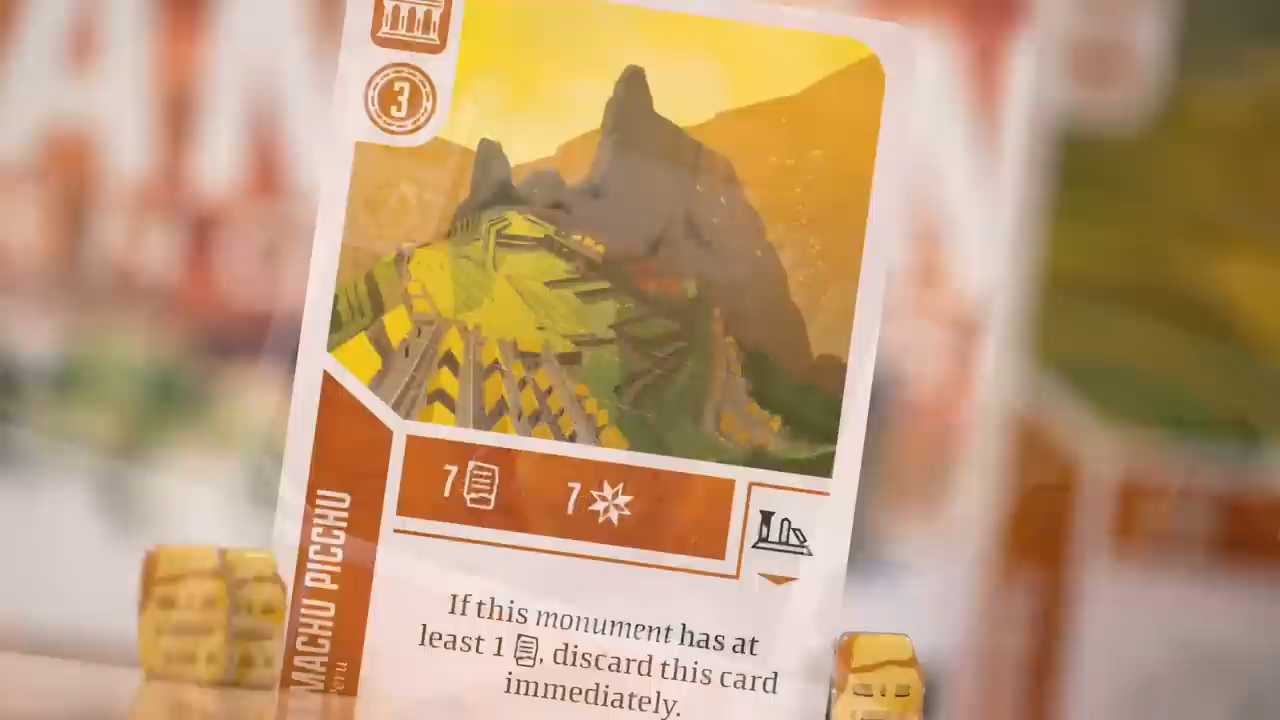 3
7 7
MACHU PICCHU
If this monument has at
least 1 , discard this card
immediately.